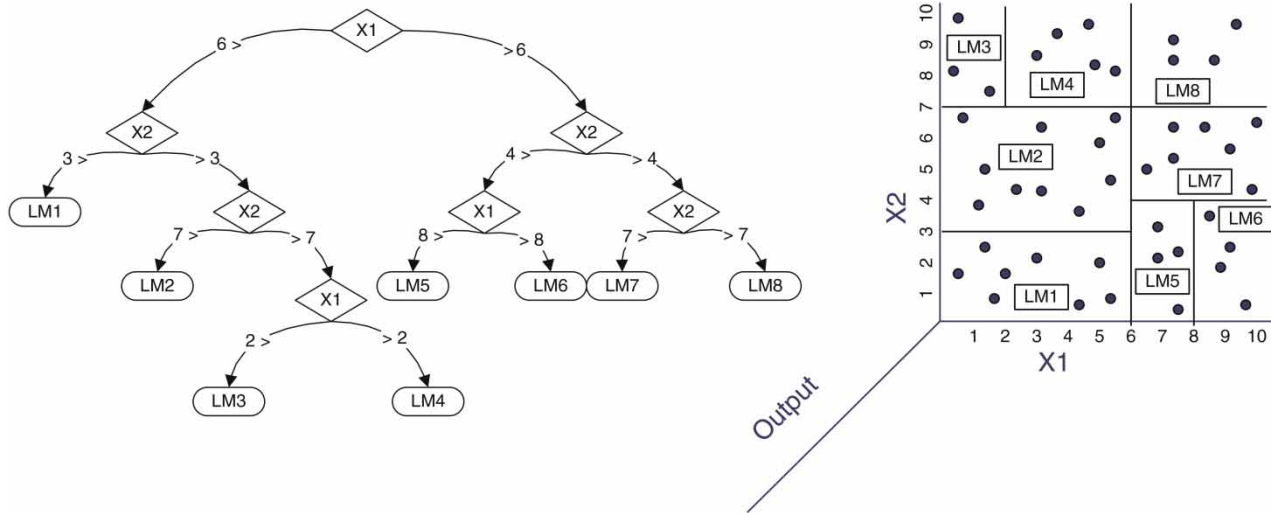 X1
6 > >6
X2 X2
3 > >3 4 > >4
LM1 X2 X1 X2
7 > >7 8 > >8 7 > >7
LM2 X1 LM5 LM6 LM7 LM8
2 > > 2
LM3 LM4
10
9
8
7
6
5
4
3
2
1
X2
LM3
LM4
LM8
LM2
LM7
LM6
LM5
LM1
1 2 3 4 5 6 7 8 9 10
X1
Output